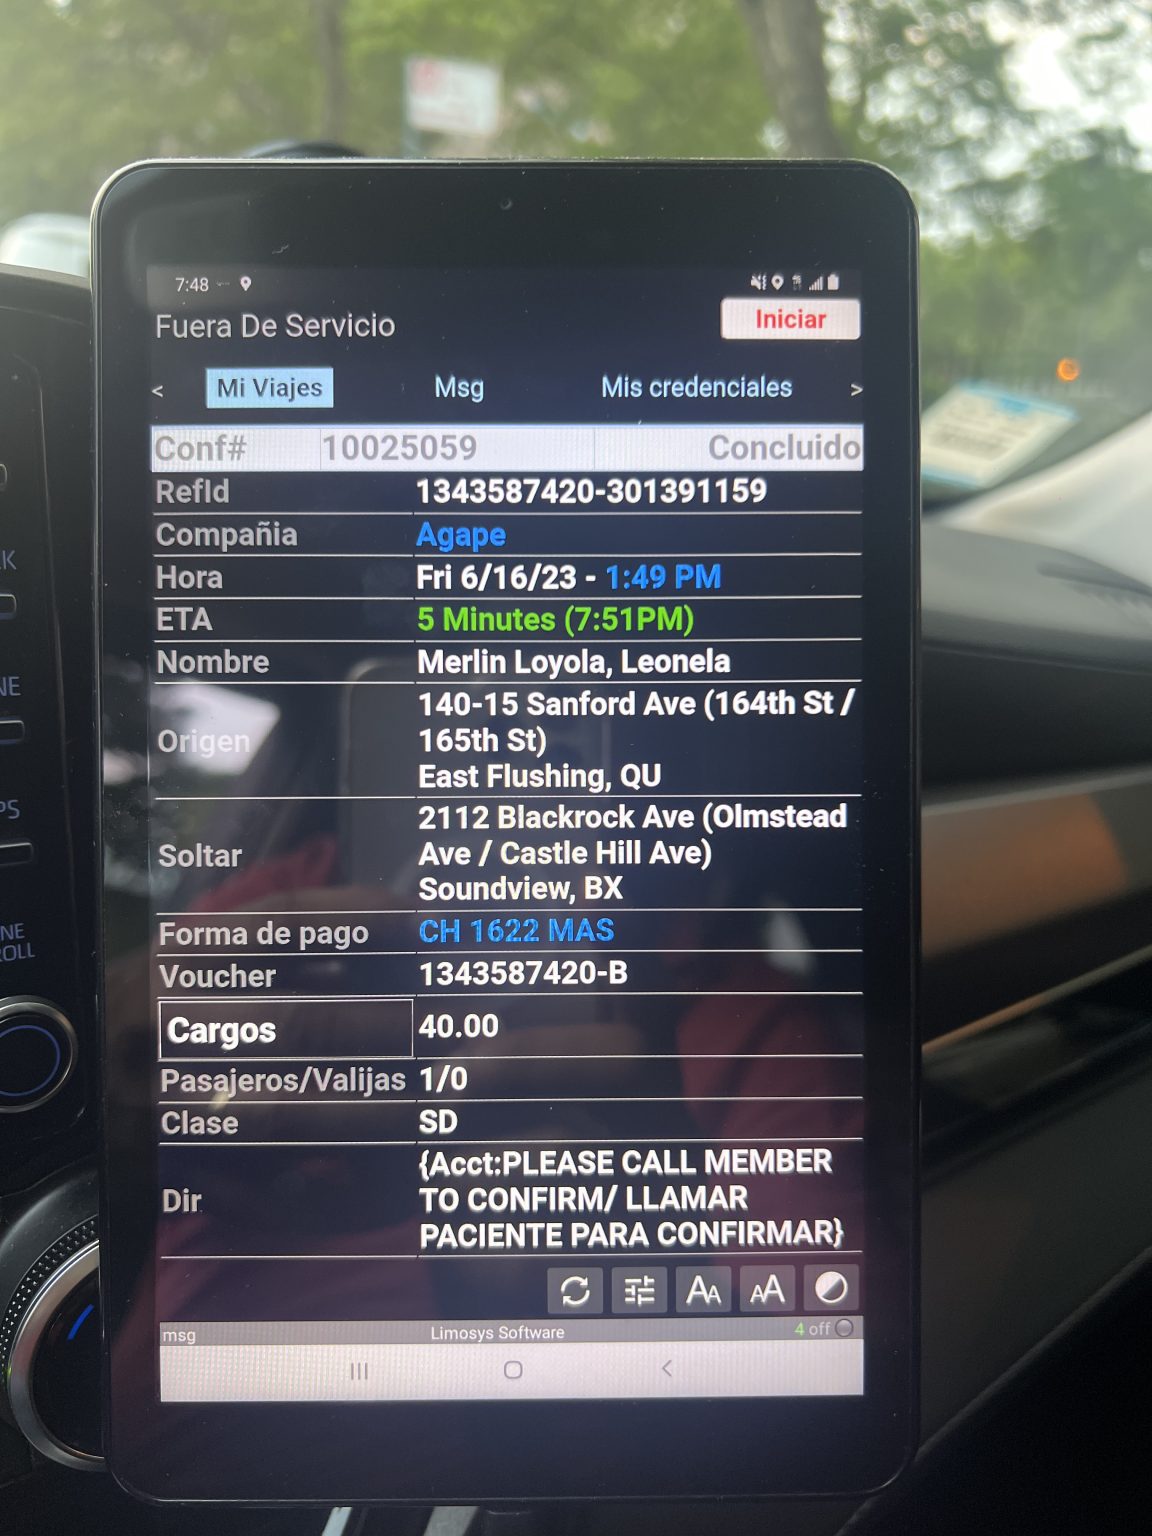 7:48
Fuera De Servicio
Iniciar
<
Mi Viajes
Msg
Mis credenciales
>
Conf# 10025059 Concluido
RefId 1343587420-301391159
Compañia Agape
Hora Fri 6/16/23 - 1:49 PM
ETA 5 Minutes (7:51PM)
Nombre Merlin Loyola, Leonela
Origen
140-15 Sanford Ave (164th St /
165th St)
East Flushing, QU
Soltar
2112 Blackrock Ave (Olmstead
Ave / Castle Hill Ave)
Soundview, BX
Forma de pago CH 1622 MAS
Voucher 1343587420-B
Cargos 40.00
Pasajeros/Valijas 1/0
Clase SD
Dir
{Acct:PLEASE CALL MEMBER
TO CONFIRM/ LLAMAR
PACIENTE PARA CONFIRMAR}
AA
AA
msg Limosys Software 4 off
K
NE
PS
NE
OLL